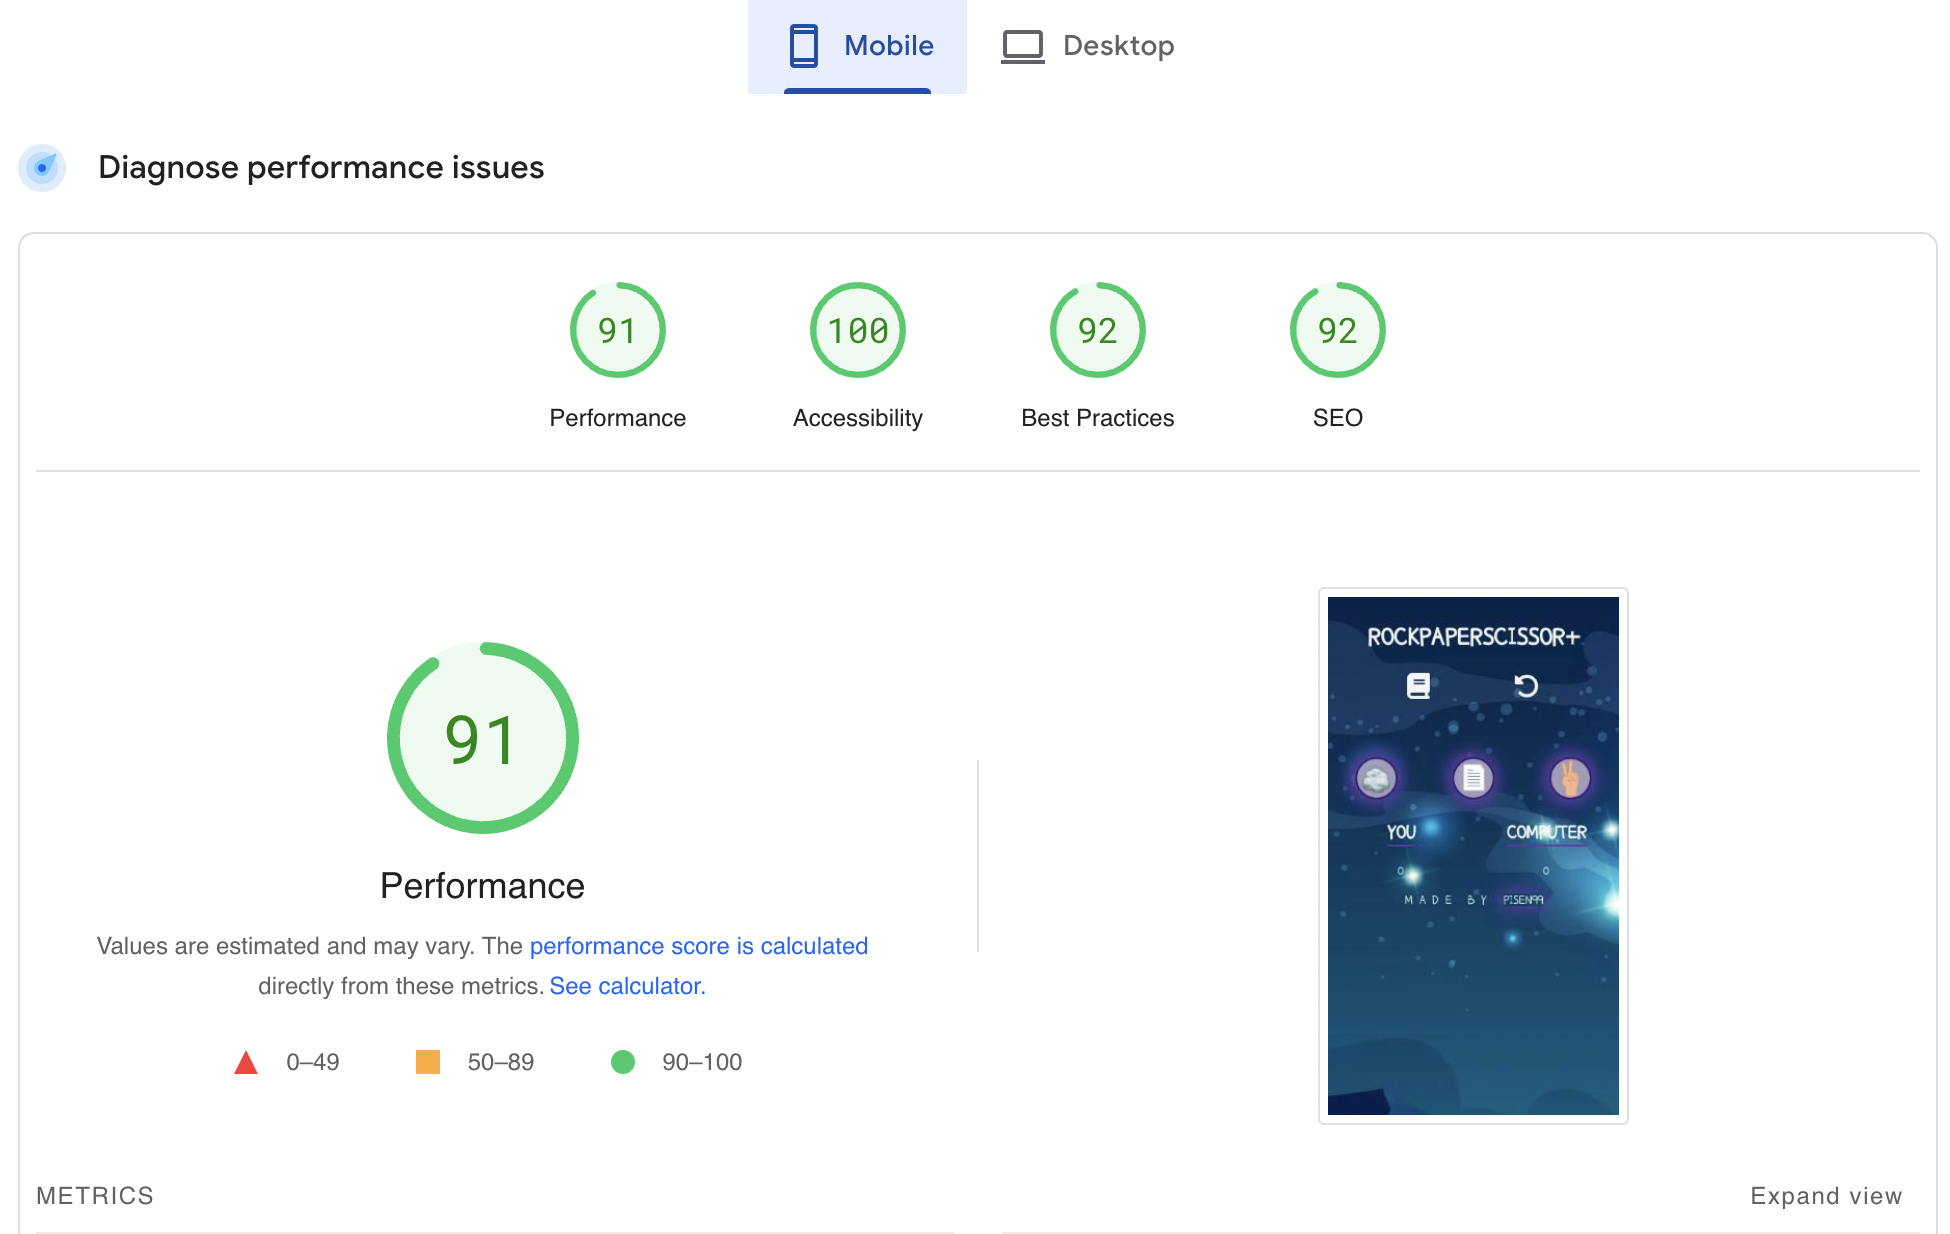 Mobile
Desktop
Diagnose performance issues
91
100
92
92
Performance
Accessibility
Best Practices
SEO
91
Performance
Values are estimated and may vary. The performance score is calculated
directly from these metrics. See calculator.
0–49
50–89
90–100
ROCKPAPERSCISSOR+
YOU
COMPUTER
0
0
MADE BY PISEN99
METRICS
Expand view